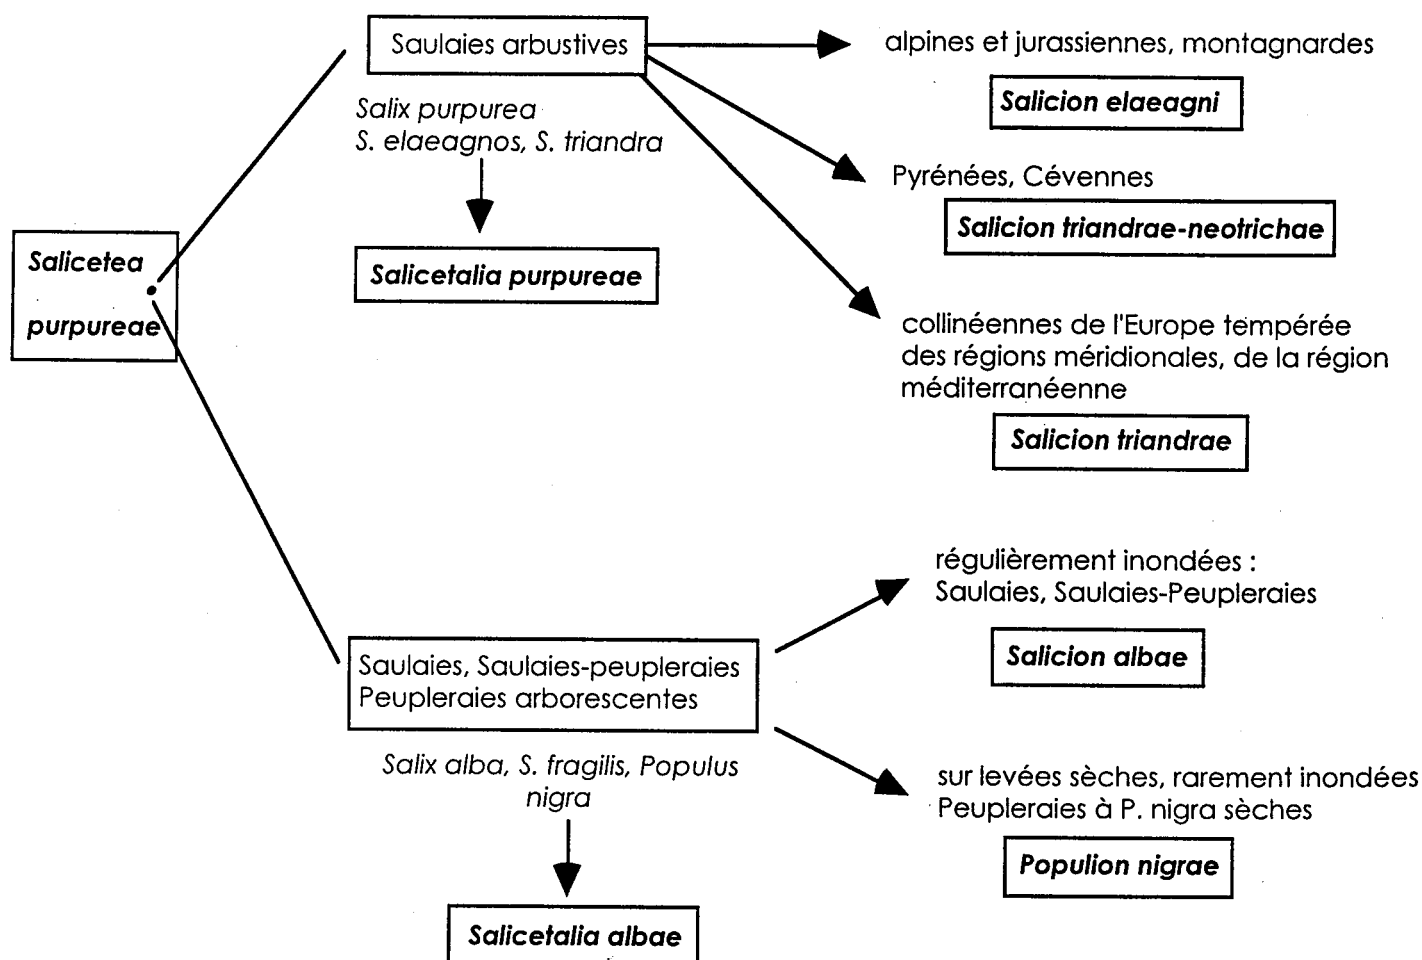 Saulaies arbustives
Salix purpurea
S. elaeagnos, S. triandra
Salicetalia purpureae
alpines et jurassiennes, montagnardes
Salicion elaeagni
Pyrénées, Cévennes
Salicion triandrae-neotrichae
collinéennes de l'Europe tempérée
des régions méridionales, de la région
méditerranéenne
Salicion triandrae
Salicetea
purpureae
Saulaies, Saulaies-peupleraies
Peupleraies arborescentes
Salix alba, S. fragilis, Populus
nigra
Salicetalia albae
régulièrement inondées :
Saulaies, Saulaies-Peupleraies
Salicion albae
sur levées sèches, rarement inondées
Peupleraies à P. nigra sèches
Populion nigrae